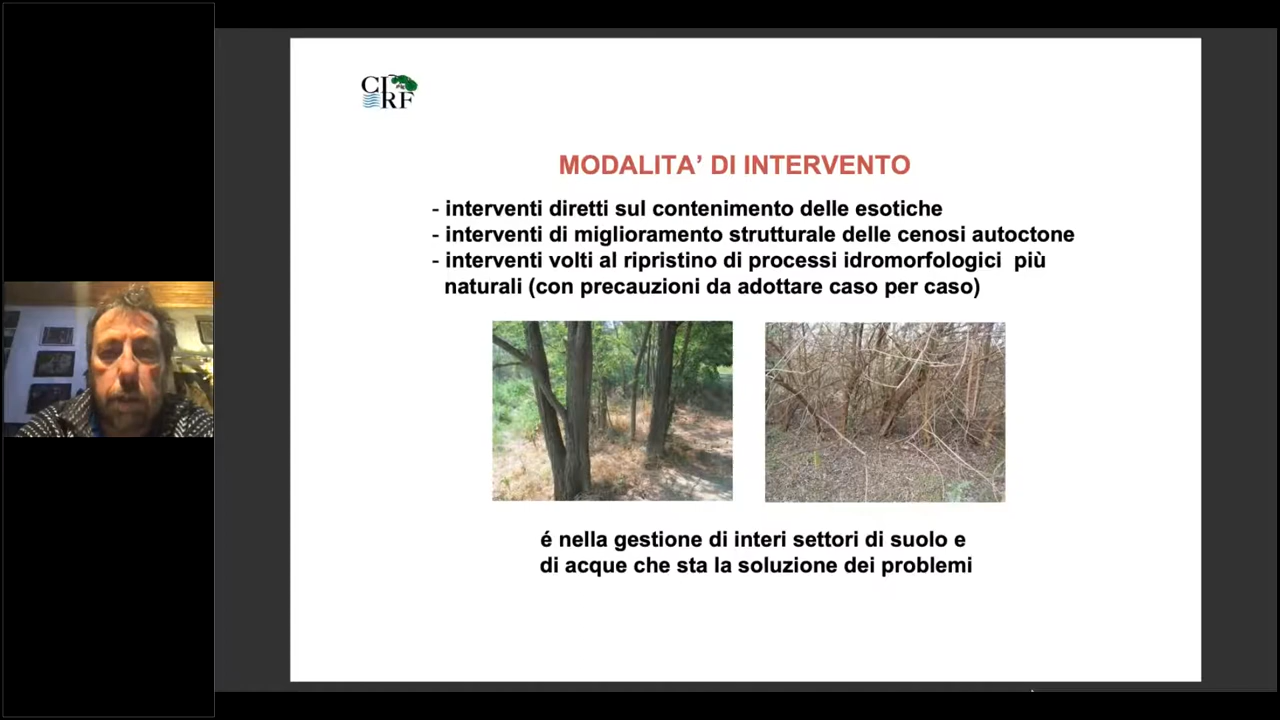 CIRF
MODALITA’ DI INTERVENTO
- interventi diretti sul contenimento delle esotiche
- interventi di miglioramento strutturale delle cenosi autoctone
- interventi volti al ripristino di processi idromorfologici più
naturali (con precauzioni da adottare caso per caso)
é nella gestione di interi settori di suolo e
di acque che sta la soluzione dei problemi